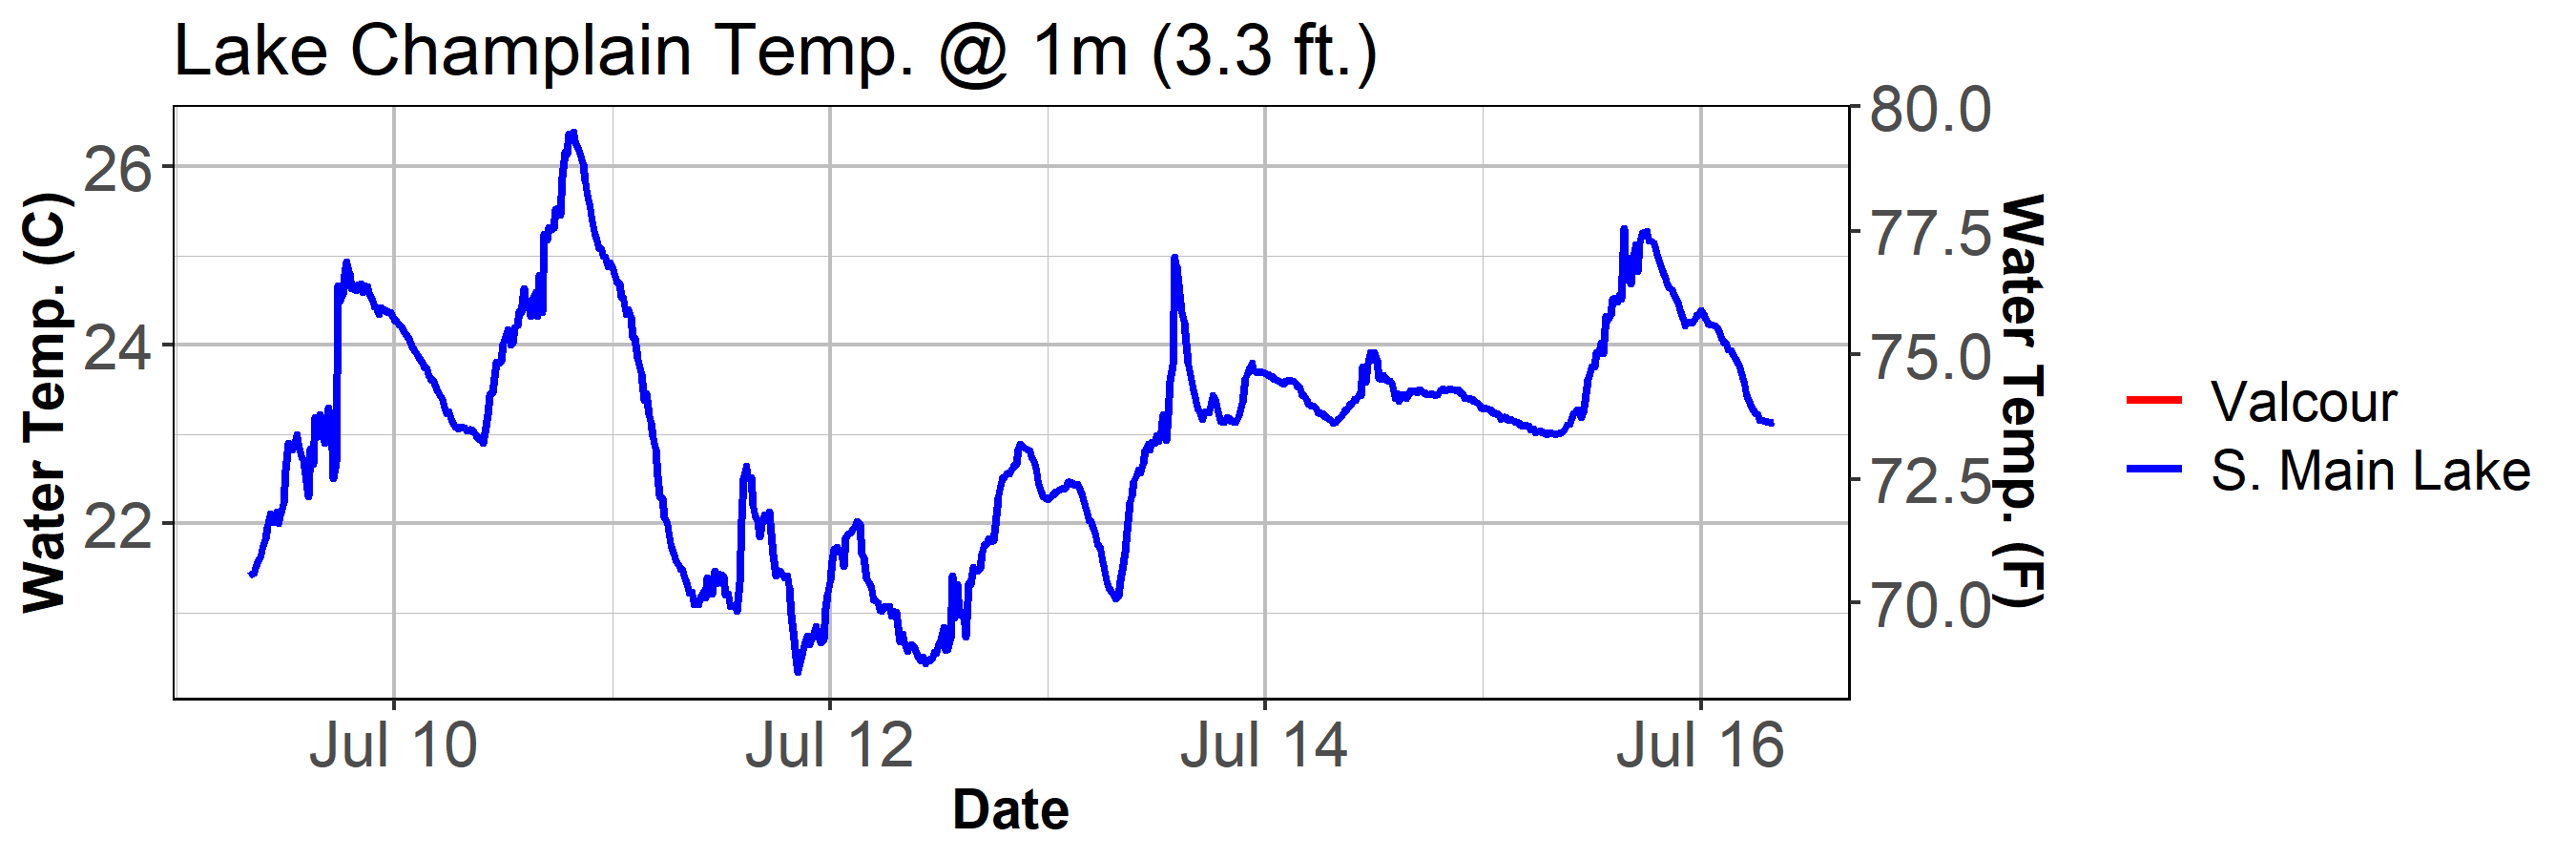 Lake Champlain Temp. @ 1m (3.3 ft.)
Water Temp. (C)
26
24
22
80.0
77.5
75.0
72.5
70.0
Water Temp. (F)
Jul 10
Jul 12
Jul 14
Jul 16
Date
Valcour
S. Main Lake